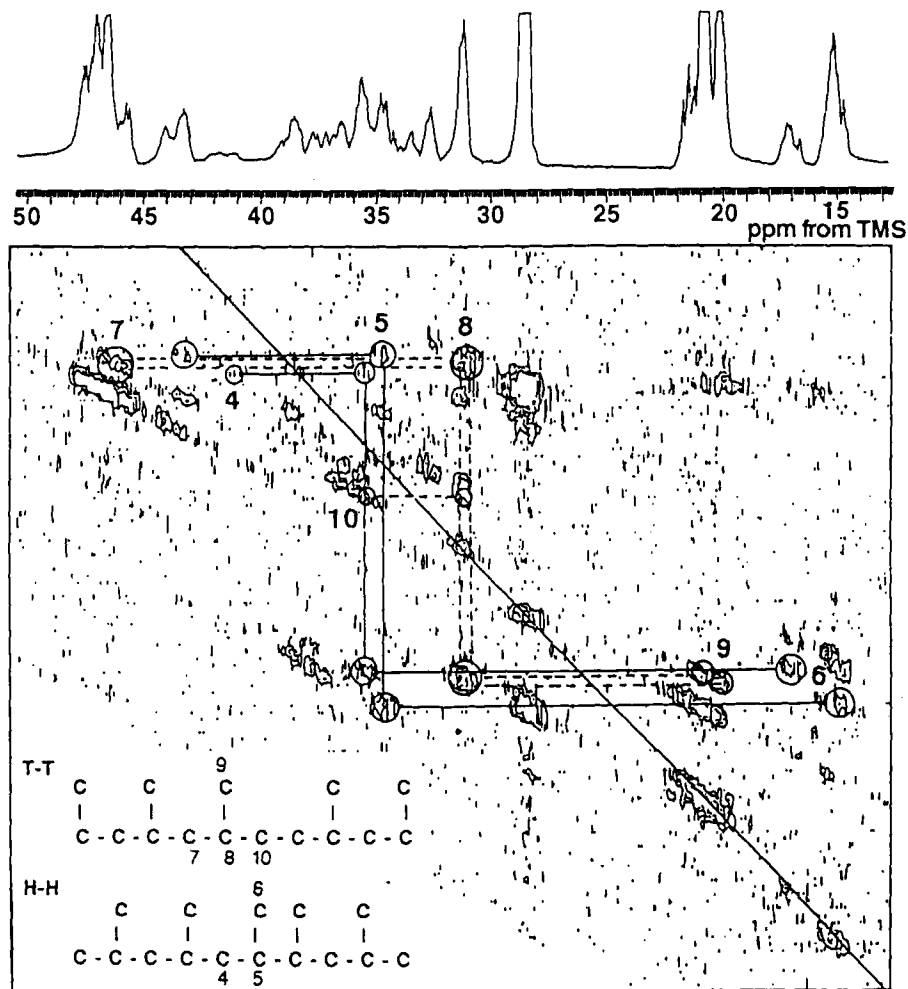 50 45 40 35 30 25 20 15
ppm from TMS
7 5 8
4
10
9
6
T-T
9
C C C C C
| | | | |
C - C - C - C - C - C - C - C - C - C
7 8 10
H-H
6
C C C C C
| | | | |
C - C - C - C - C - C - C - C - C - C
4 5